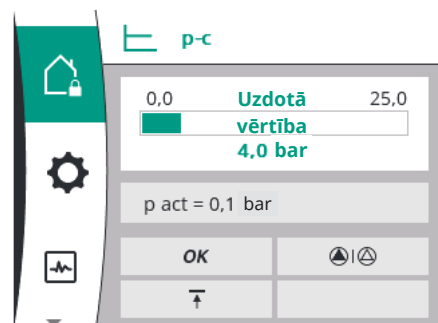 p-c
0,0 Uzdotā 25,0
vērtība
4,0 bar
p act = 0,1 bar
OK
I